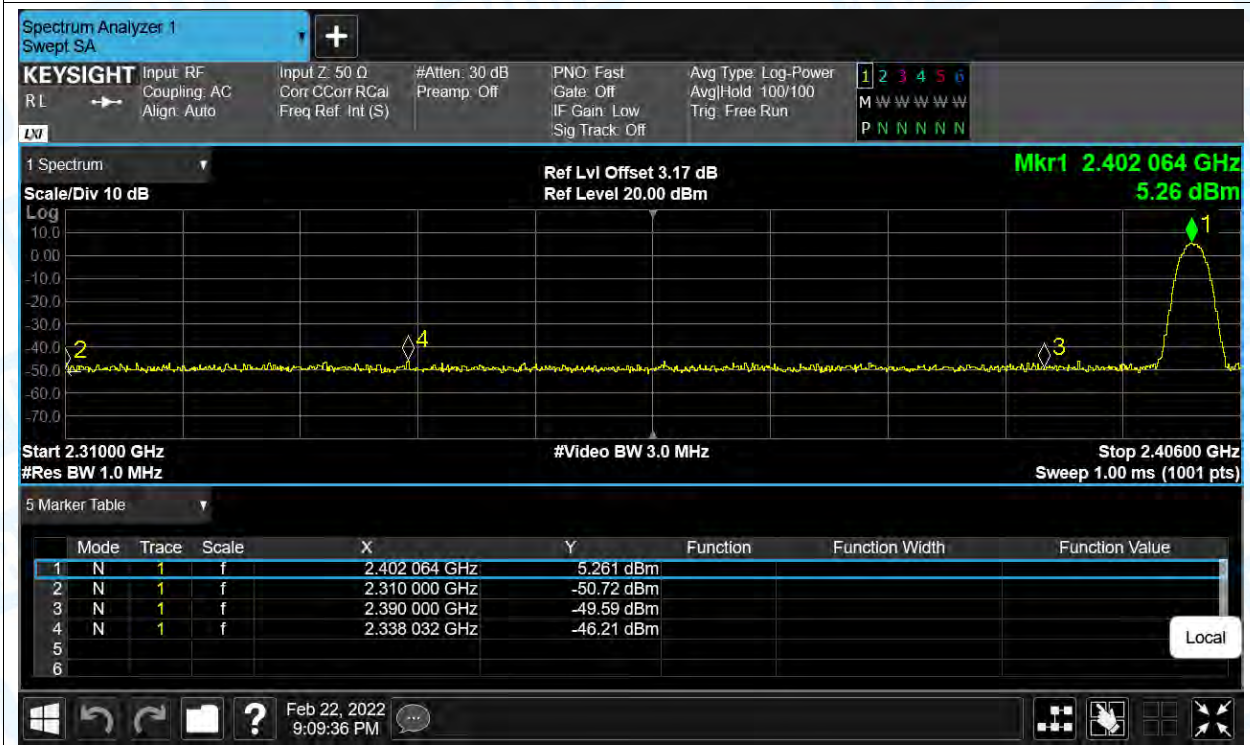 Spectrum Analyzer 1
Swept SA
+
KEYSIGHT Input: RF Input Z: 50 Ω #Atten: 30 dB PNO: Fast Avg Type: Log-Power 1 2 3 4 5 6
R L Coupling: AC Corr CCorr RCal Preamp: Off Gate: Off Avg|Hold: 100/100 M W W W W W
Align: Auto Freq Ref: Int (S) IF Gain: Low Trig: Free Run
LXI Sig Track: Off P N N N N N
1 Spectrum Ref Lvl Offset 3.17 dB Mkr1 2.402 064 GHz
Scale/Div 10 dB Ref Level 20.00 dBm 5.26 dBm
Log
10.0 1
0.00
-10.0
-20.0
-30.0
-40.0 2 4 3
-50.0
-60.0
-70.0
Start 2.31000 GHz #Video BW 3.0 MHz Stop 2.40600 GHz
#Res BW 1.0 MHz Sweep 1.00 ms (1001 pts)
5 Marker Table
Mode Trace Scale X Y Function Function Width Function Value
1 N 1 f 2.402 064 GHz 5.261 dBm
2 N 1 f 2.310 000 GHz -50.72 dBm
3 N 1 f 2.390 000 GHz -49.59 dBm
4 N 1 f 2.338 032 GHz -46.21 dBm
5
6
Local
? Feb 22, 2022
9:09:36 PM